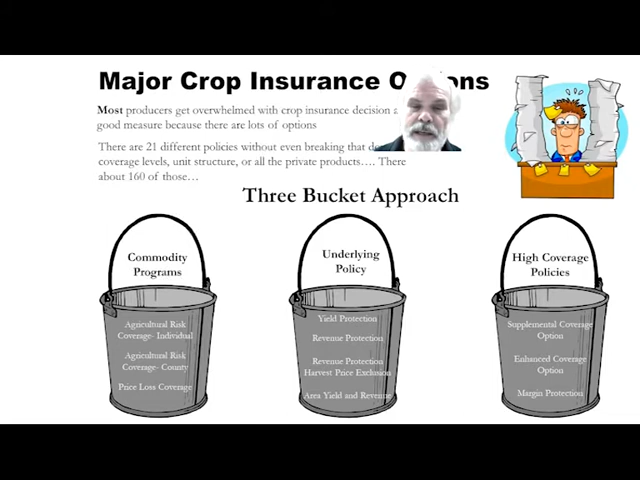 Major Crop Insurance O ns
Most producers get overwhelmed with crop insurance decision a
good measure because there are lots of options
There are 21 different policies without even breaking that d
coverage levels, unit structure, or all the private products…. There
about 160 of those…
Three Bucket Approach
Commodity
Programs
Agricultural Risk
Coverage- Individual
Agricultural Risk
Coverage- County
Price Loss Coverage
Underlying
Policy
Yield Protection
Revenue Protection
Revenue Protection
Harvest Price Exclusion
Area Yield and Revenue
High Coverage
Policies
Supplemental Coverage
Option
Enhanced Coverage
Option
Margin Protection